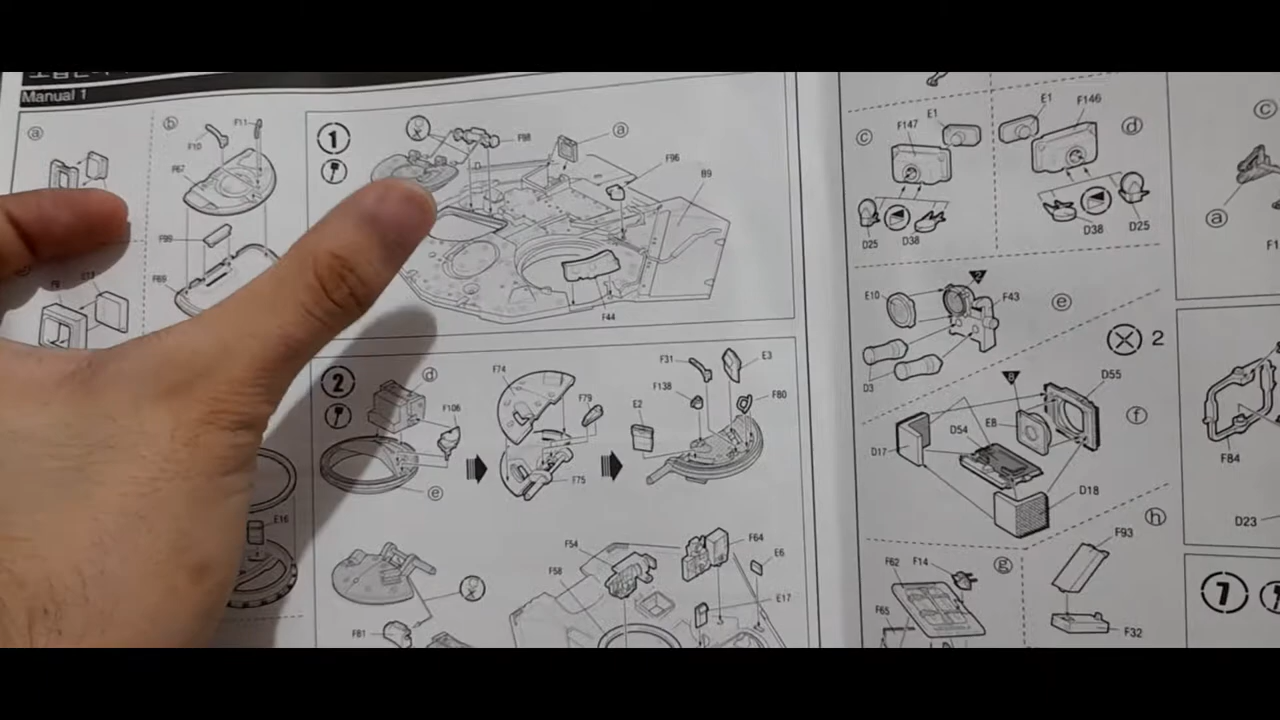 Manual 1
a
b
F10
F11
F67
F99
F69
F9
E16
1
F98
a
F96
B9
F44
2
d
F106
e
F74
F79
F75
E2
F31
F138
E3
F80
F81
F54
F58
F64
E6
E17
c
F147
E1
D25
D38
E1
F146
d
D38
D25
E10
F43
e
D3
2
D55
f
D17
D54
E8
D18
g
F62
F14
F65
h
F93
F32
c
a
F84
D23
7